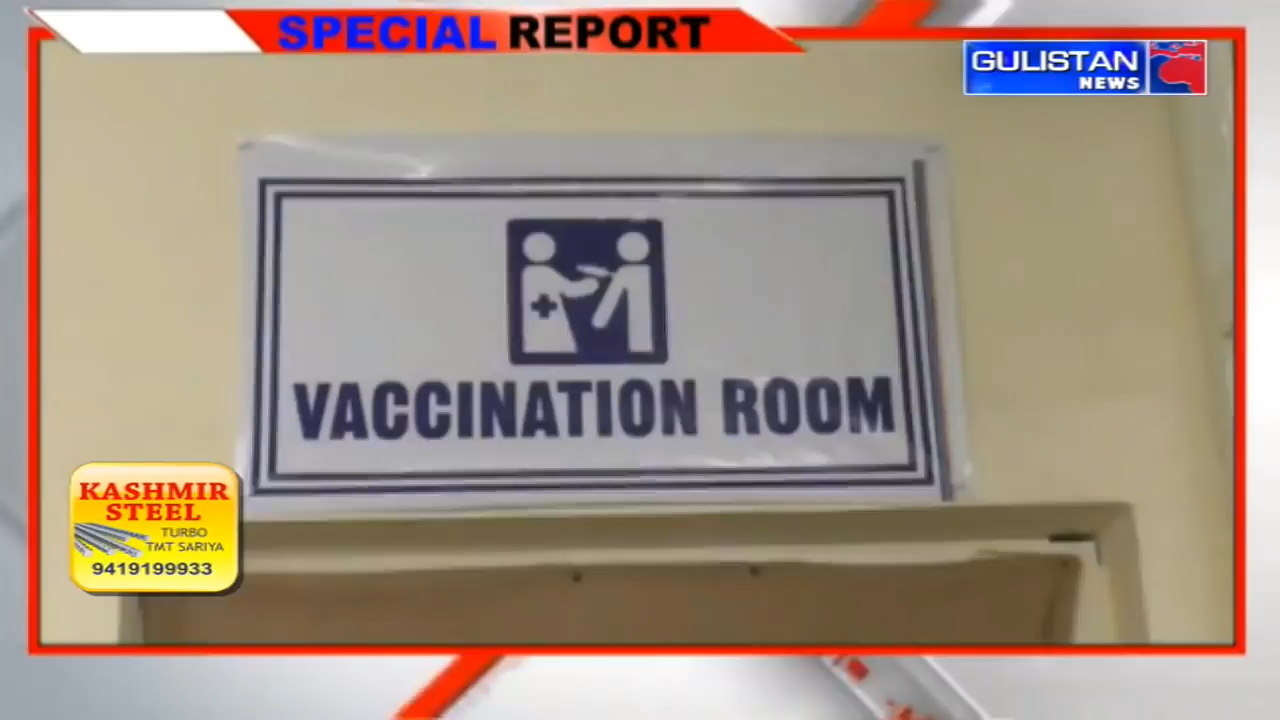 SPECIAL REPORT
GULISTAN
NEWS
VACCINATION ROOM
KASHMIR
STEEL
TURBO
TMT SARIYA
9419199933